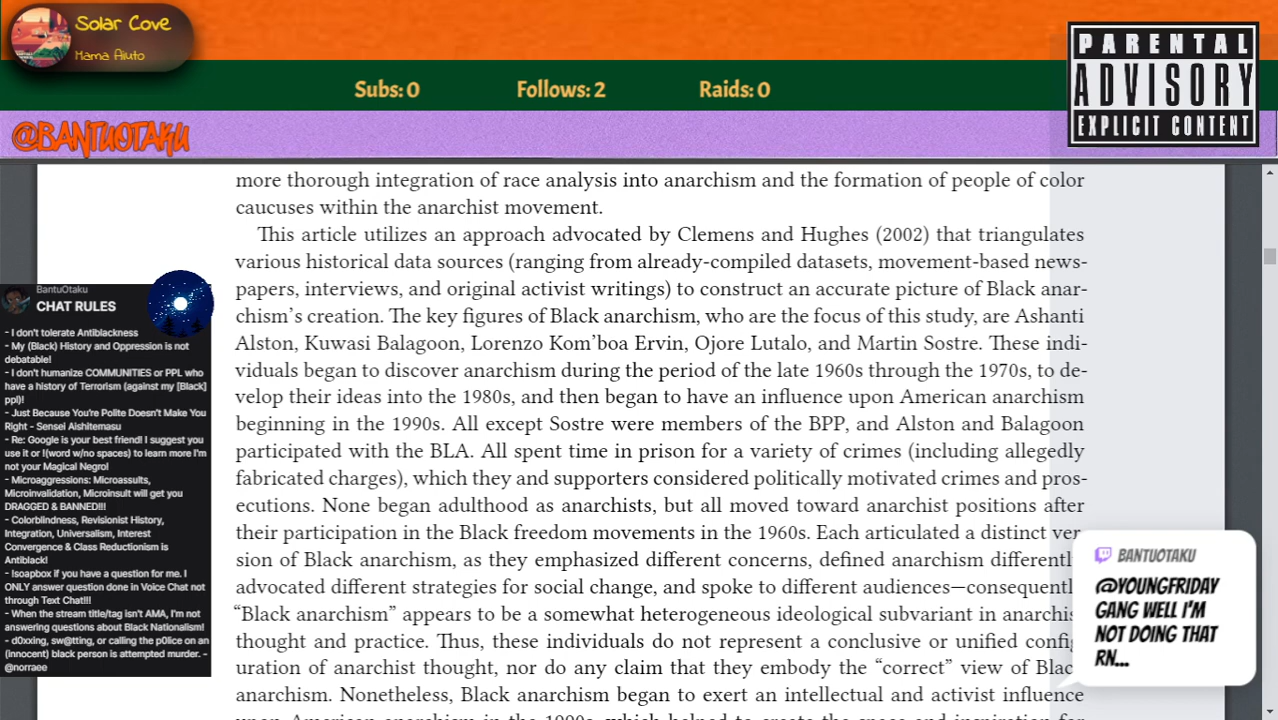 Solar Cove
Mama Aiuto
Subs: 0
Follows: 2
Raids: 0
PARENTAL
ADVISORY
EXPLICIT CONTENT
@BANTUOTAKU
more thorough integration of race analysis into anarchism and the formation of people of color
caucuses within the anarchist movement.
This article utilizes an approach advocated by Clemens and Hughes (2002) that triangulates
various historical data sources (ranging from already-compiled datasets, movement-based news-
papers, interviews, and original activist writings) to construct an accurate picture of Black anar-
chism's creation. The key figures of Black anarchism, who are the focus of this study, are Ashanti
Alston, Kuwasi Balagoon, Lorenzo Kom'boa Ervin, Ojore Lutalo, and Martin Sostre. These indi-
viduals began to discover anarchism during the period of the late 1960s through the 1970s, to de-
velop their ideas into the 1980s, and then began to have an influence upon American anarchism
beginning in the 1990s. All except Sostre were members of the BPP, and Alston and Balagoon
participated with the BLA. All spent time in prison for a variety of crimes (including allegedly
fabricated charges), which they and supporters considered politically motivated crimes and pros-
ecutions. None began adulthood as anarchists, but all moved toward anarchist positions after
their participation in the Black freedom movements in the 1960s. Each articulated a distinct ver-
sion of Black anarchism, as they emphasized different concerns, defined anarchism differently
advocated different strategies for social change, and spoke to different audiences—consequently
"Black anarchism" appears to be a somewhat heterogeneous ideological subvariant in anarchis
thought and practice. Thus, these individuals do not represent a conclusive or unified config
uration of anarchist thought, nor do any claim that they embody the "correct" view of Black
anarchism. Nonetheless, Black anarchism began to exert an intellectual and activist influence
BantuOtaku
CHAT RULES
- I don't tolerate Antiblackness
- My (Black) History and Oppression is not
debatable!
- I don't humanize COMMUNITIES or PPL who
have a history of Terrorism (against my [Black]
ppl)!
- Just Because You're Polite Doesn't Make You
Right - Sensei Aishitemasu
- Re: Google is your best friend! I suggest you
use it or !(word w/no spaces) to learn more I'm
not your Magical Negro!
- Microaggressions: Microassults,
Microinvalidation, Microinsult will get you
DRAGGED & BANNED!!!
- Colorblindness, Revisionist History,
Integration, Universalism, Interest
Convergence & Class Reductionism is
Antiblack!
- !soapbox if you have a question for me. I
ONLY answer question done in Voice Chat not
through Text Chat!!!
- When the stream title/tag isn't AMA, I'm not
answering questions about Black Nationalism!
- d0xxing, sw@tting, or calling the p0lice on an
(innocent) black person is attempted murder. -
@norraee
BANTUOTAKU
@YOUNGFRIDAY
GANG WELL I'M
NOT DOING THAT
RN...